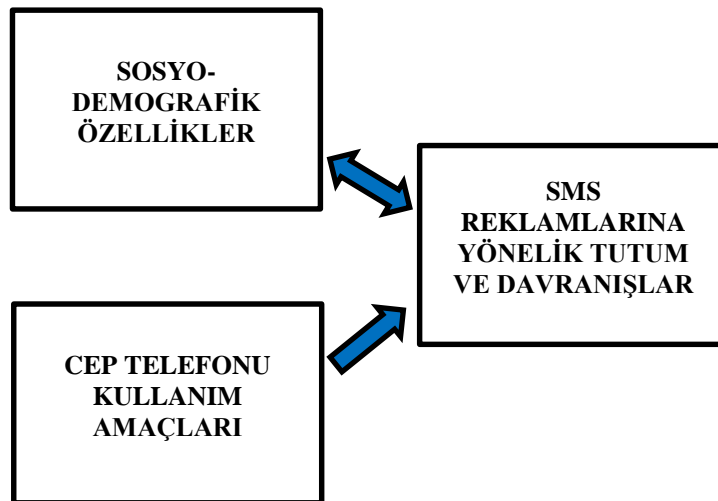 SOSYO-
DEMOGRAFİK
ÖZELLİKLER
SMS
REKLAMLARINA
YÖNELİK TUTUM
VE DAVRANIŞLAR
CEP TELEFONU
KULLANIM
AMAÇLARI